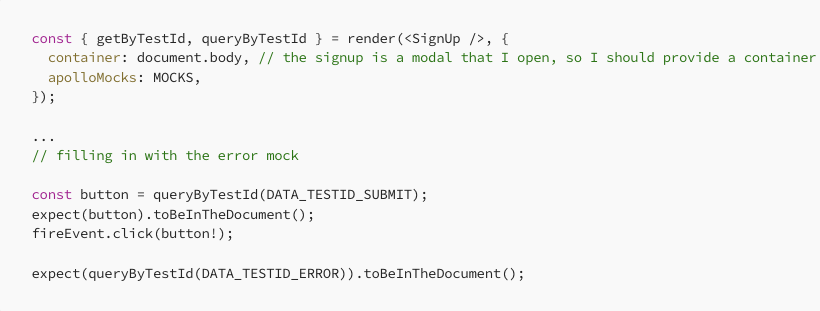 const { getByTestId, queryByTestId } = render(<SignUp />, {
  container: document.body, // the signup is a modal that I open, so I should provide a container
  apolloMocks: MOCKS,
});
...
// filling in with the error mock
const button = queryByTestId(DATA_TESTID_SUBMIT);
expect(button).toBeInTheDocument();
fireEvent.click(button!);
expect(queryByTestId(DATA_TESTID_ERROR)).toBeInTheDocument();